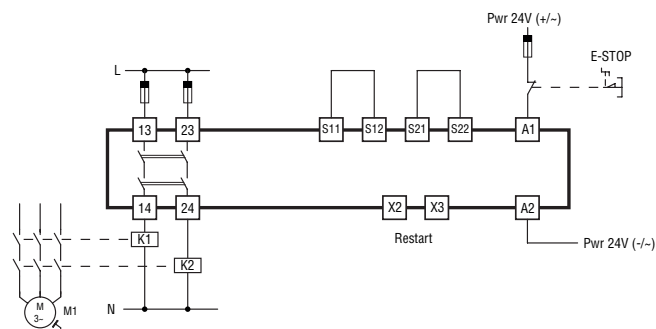 Pwr 24V (+/~)
E-STOP
L
13
23
S11
S12
S21
S22
A1
14
24
X2
X3
A2
Restart
Pwr 24V (-/~)
K1
K2
M
3~
M1
N